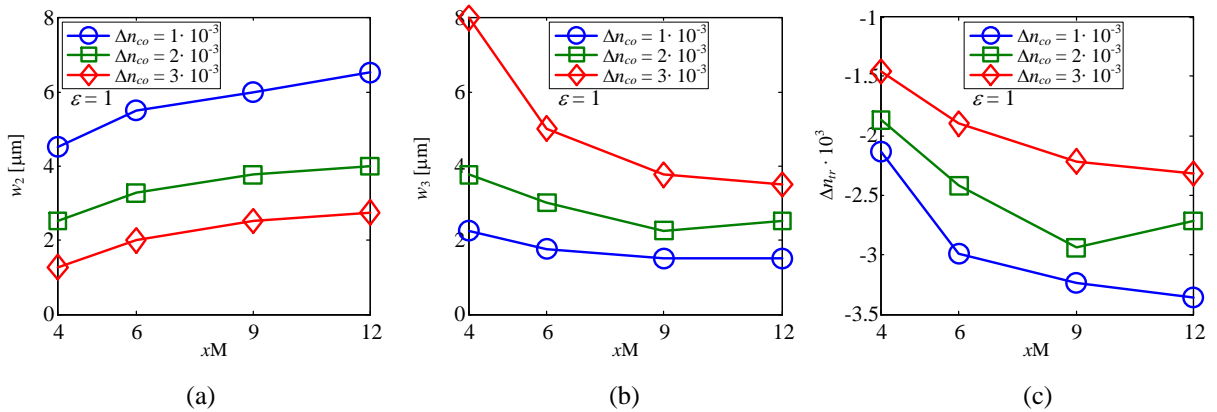 8
6
4
2
0
w₂ [μm]
Δn_co = 1· 10⁻³
Δn_co = 2· 10⁻³
Δn_co = 3· 10⁻³
ε = 1
4 6 9 12
xM
(a)
8
6
4
2
0
w₃ [μm]
Δn_co = 1· 10⁻³
Δn_co = 2· 10⁻³
Δn_co = 3· 10⁻³
ε = 1
4 6 9 12
xM
(b)
-1
-1.5
-2
-2.5
-3
-3.5
Δn_tr · 10³
Δn_co = 1· 10⁻³
Δn_co = 2· 10⁻³
Δn_co = 3· 10⁻³
ε = 1
4 6 9 12
xM
(c)